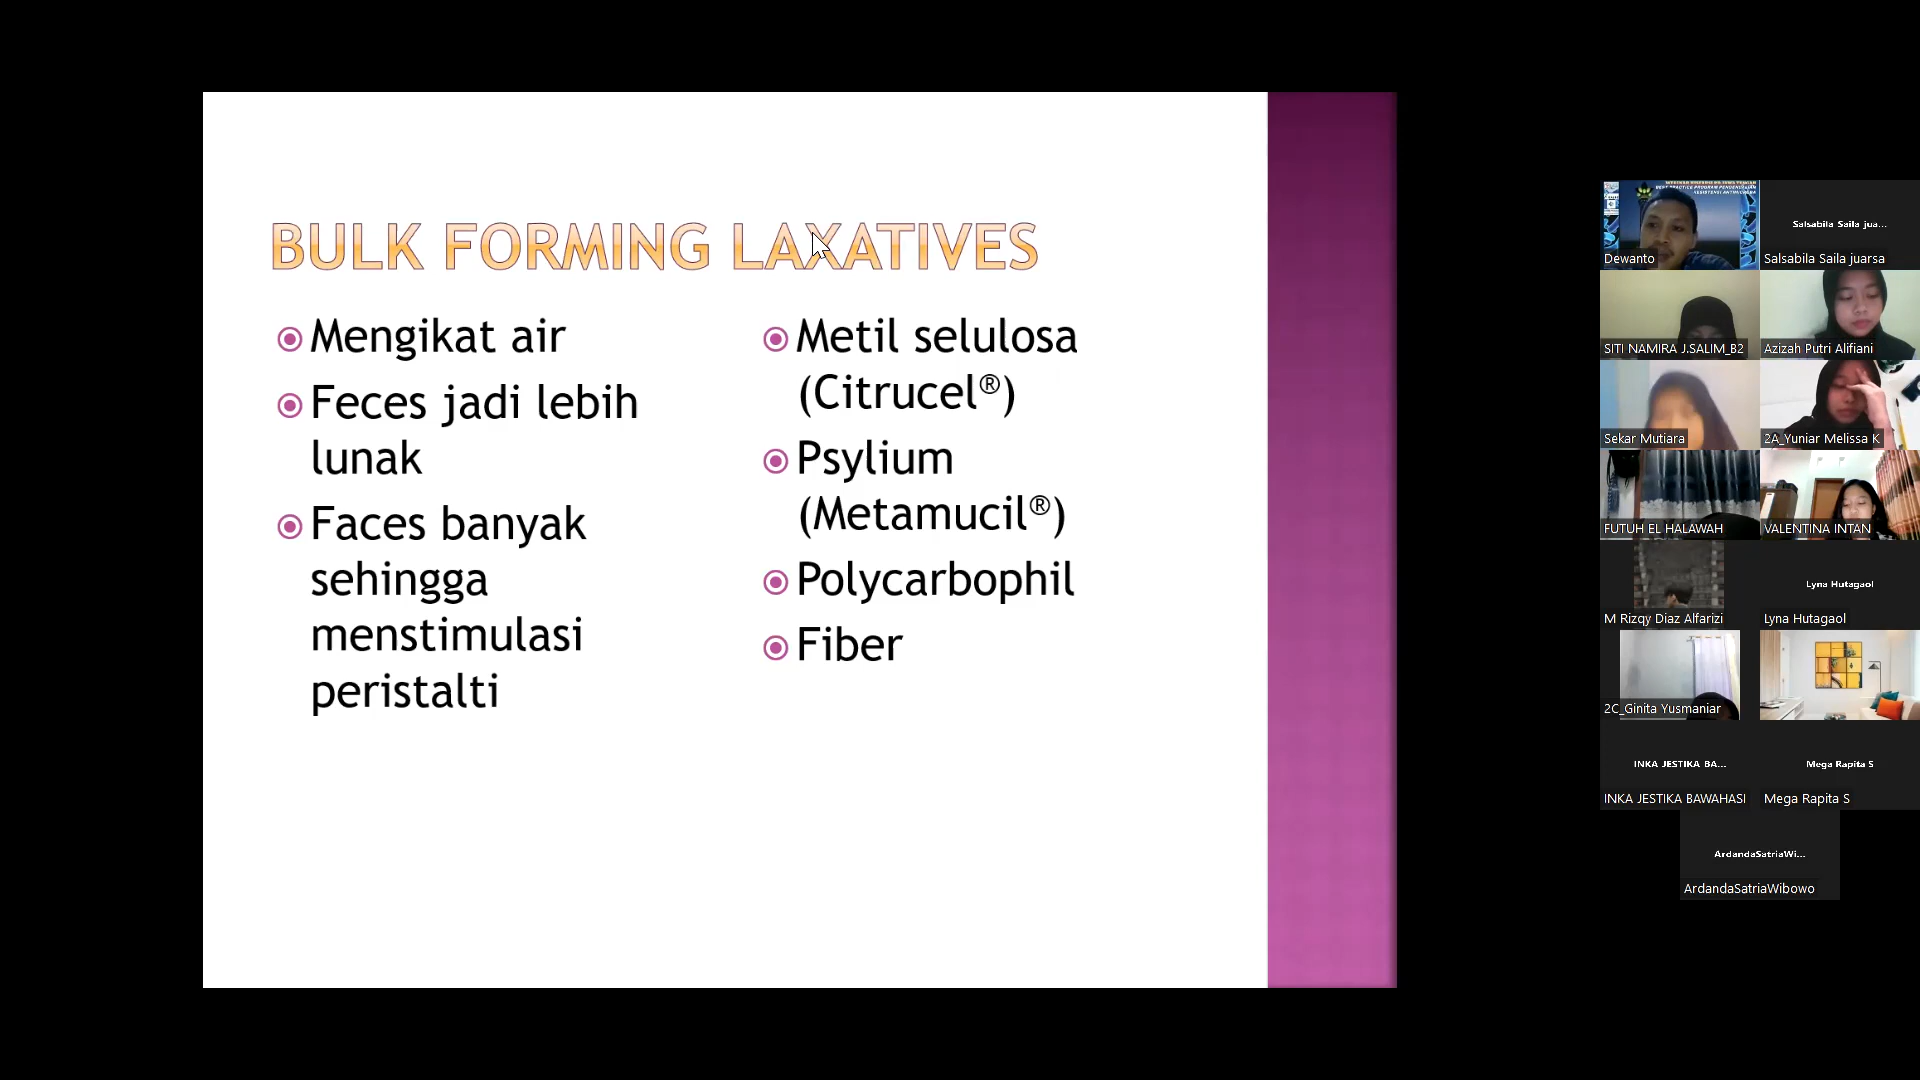 BULK FORMING LAXATIVES
Mengikat air
Feces jadi lebih
lunak
Faces banyak
sehingga
menstimulasi
peristalti
Metil selulosa
(Citrucel®)
Psylium
(Metamucil®)
Polycarbophil
Fiber
Dewanto
Salsabila Saila jua...
Salsabila Saila juarsa
SITI NAMIRA J.SALIM_B2
Azizah Putri Alifiani
Sekar Mutiara
2A_Yuniar Melissa K
FUTUH EL HALAWAH
VALENTINA INTAN
M Rizqy Diaz Alfarizi
Lyna Hutagaol
Lyna Hutagaol
2C_Ginita Yusmaniar
INKA JESTIKA BA...
INKA JESTIKA BAWAHASI
Mega Rapita S
Mega Rapita S
ArdandaSatriaWi...
ArdandaSatriaWibowo